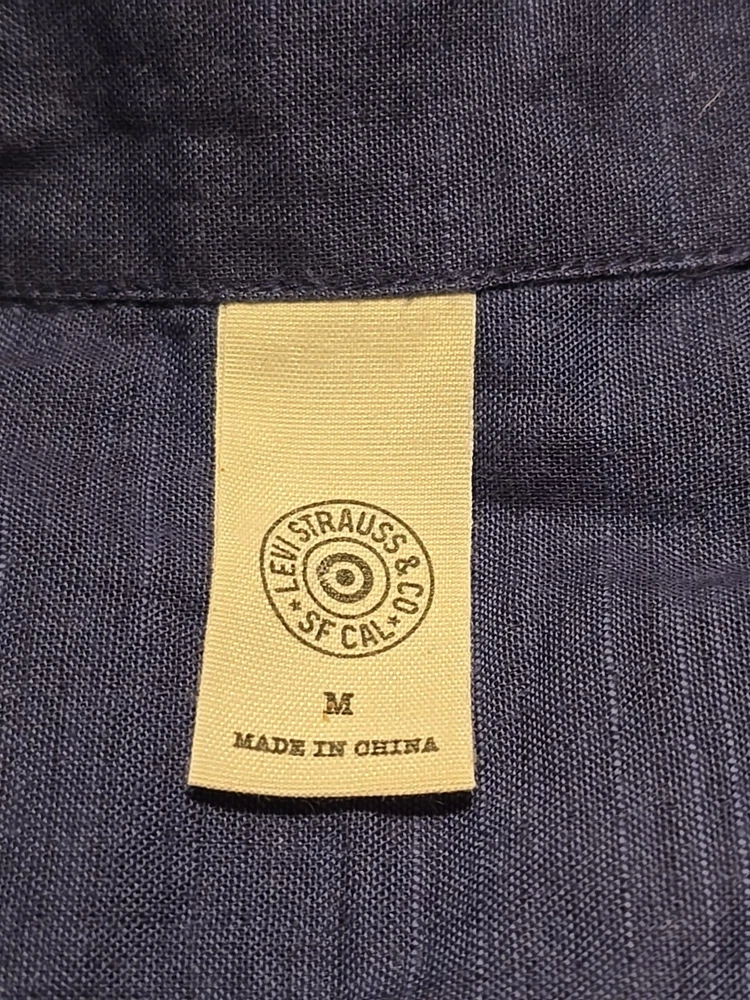 LEVI STRAUSS & CO
★ SF CAL ★
M
MADE IN CHINA